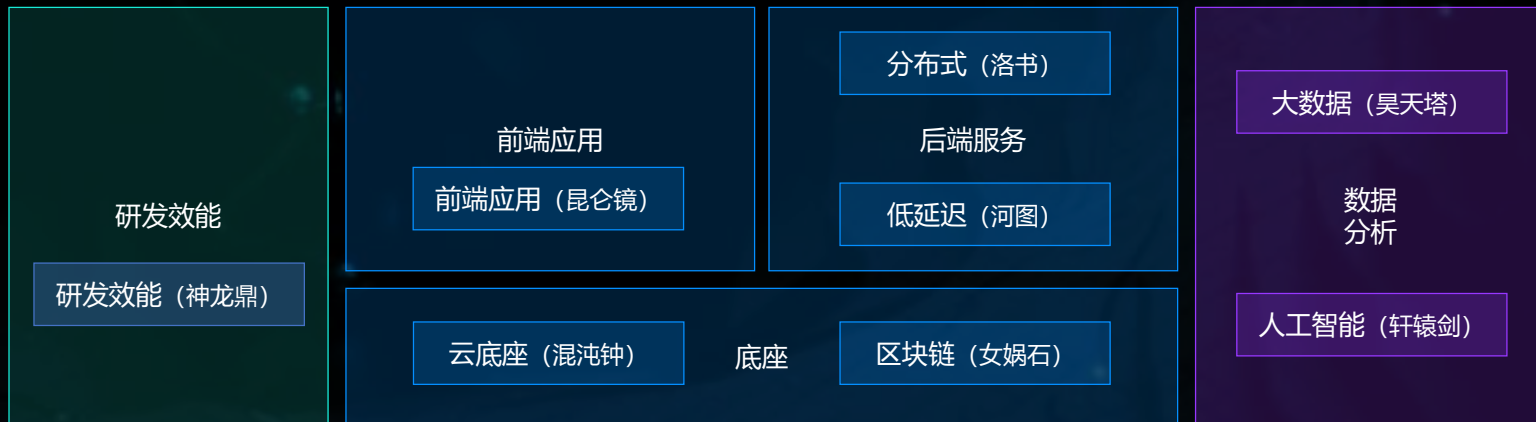 研发效能
研发效能（神龙鼎）
前端应用
前端应用（昆仑镜）
分布式（洛书）
后端服务
低延迟（河图）
云底座（混沌钟）
底座
区块链（女娲石）
大数据（昊天塔）
数据
分析
人工智能（轩辕剑）